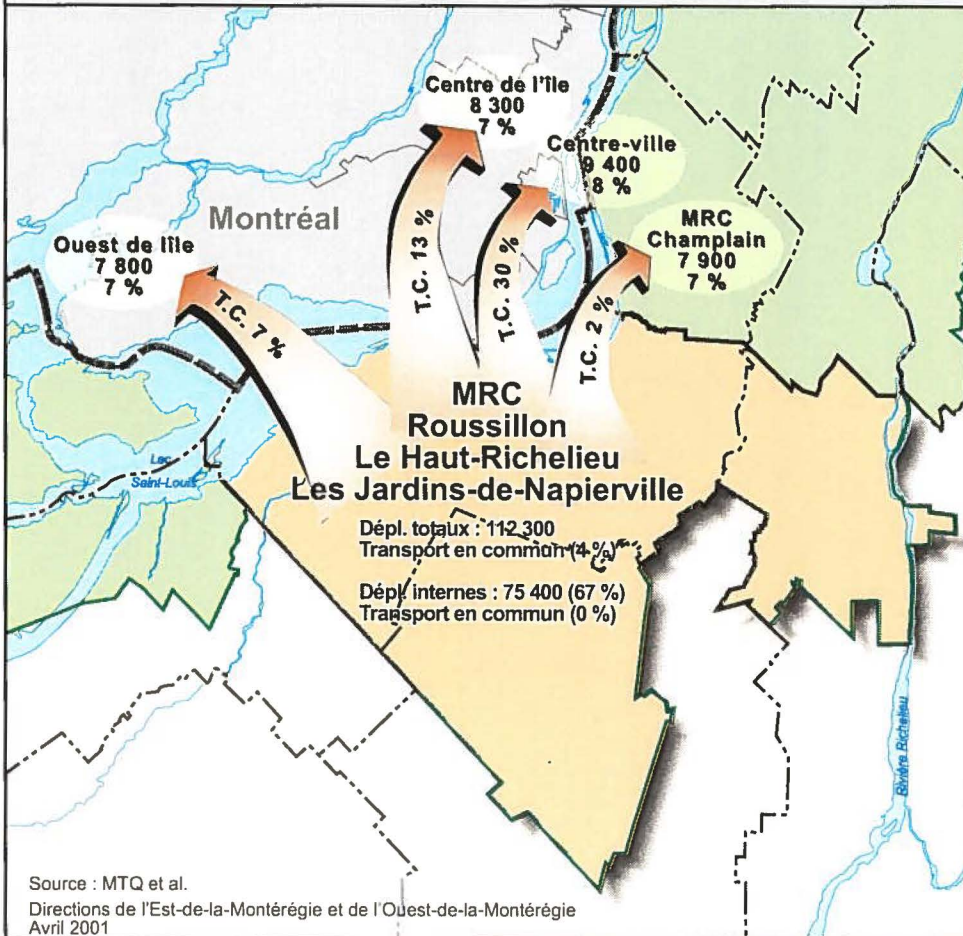 Centre de l'île
8 300
7 %
Centre-ville
9 400
8 %
Montréal
Ouest de lîle
7 800
7 %
MRC
Champlain
7 900
7 %
T.C. 7 %
T.C. 13 %
T.C. 30 %
T.C. 2 %
MRC
Roussillon
Le Haut-Richelieu
Les Jardins-de-Napierville
Lac
Saint-Louis
Dépl. totaux : 112 300
Transport en commun (4 %)
Dépl. internes : 75 400 (67 %)
Transport en commun (0 %)
Rivière Richelieu
Source : MTQ et al.
Directions de l'Est-de-la-Montérégie et de l'Ouest-de-la-Montérégie
Avril 2001